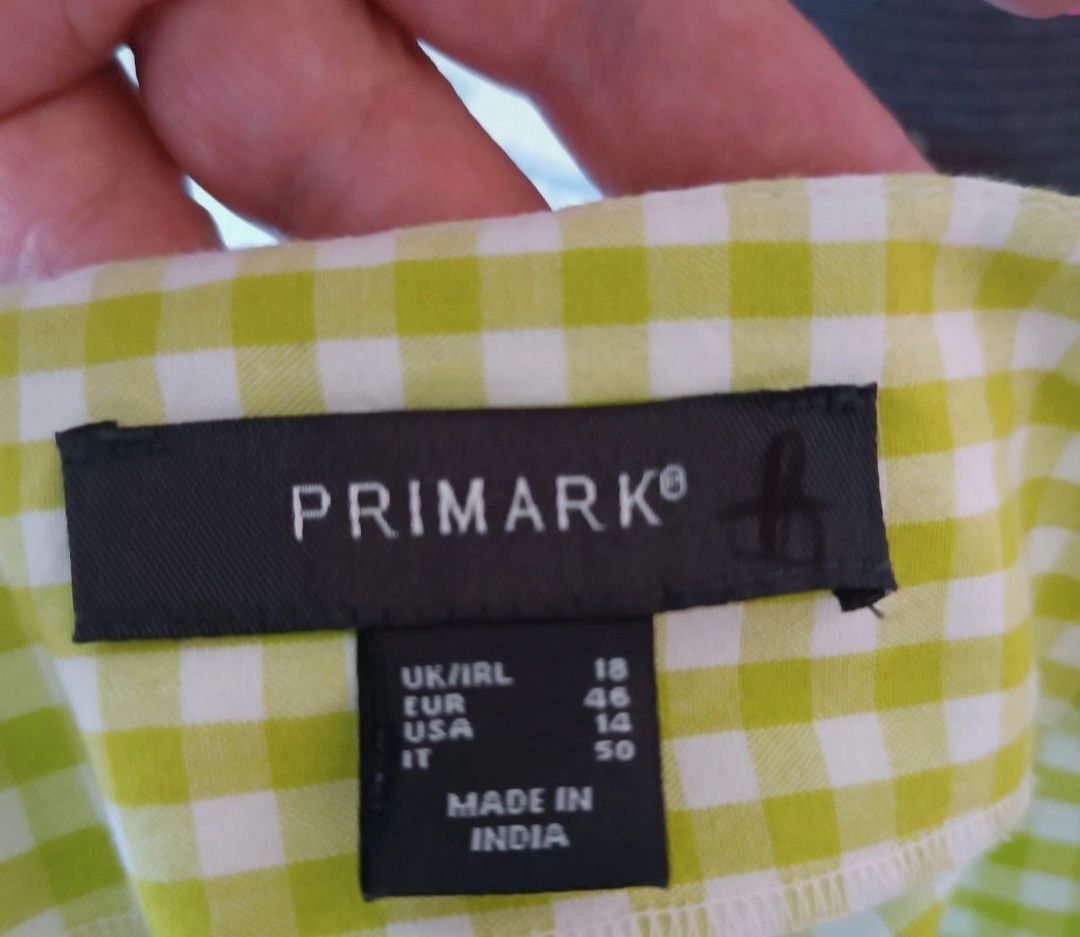 PRIMARK®
UK/IRL 18
EUR 46
USA 14
IT 50
MADE IN
INDIA